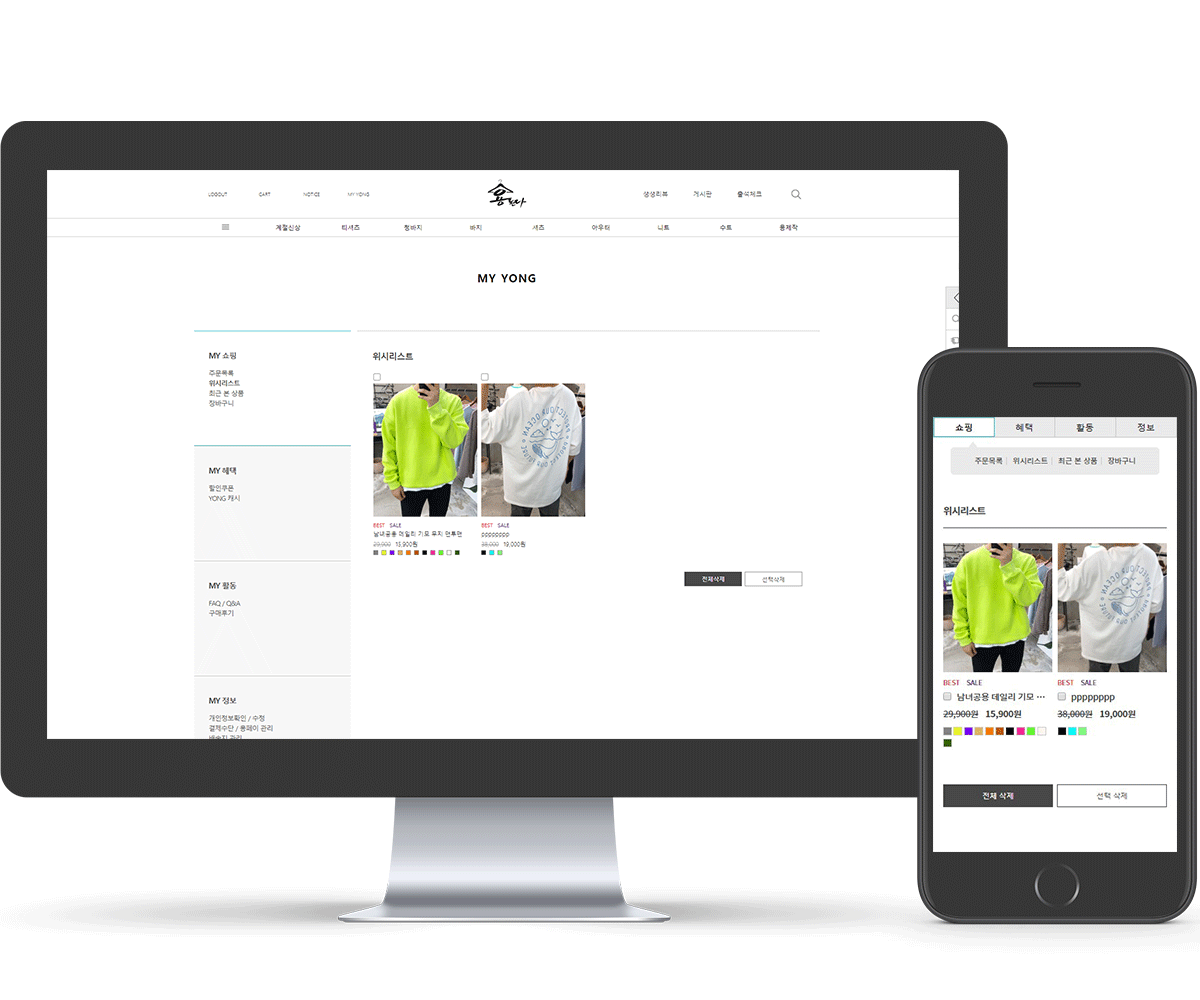 LOGOUT CART NOTICE MY YONG 생생리뷰 게시판 출석체크
계절신상 티셔츠 청바지 바지 셔츠 아우터 니트 수트 용제작
MY YONG
MY 쇼핑
주문목록
위시리스트
최근 본 상품
장바구니
MY 혜택
할인쿠폰
YONG 캐시
MY 활동
FAQ / Q&A
구매후기
MY 정보
개인정보확인 / 수정
결제수단 / 용페이 관리
배송지 관리
위시리스트
BEST SALE
남녀공용 데일리 기모 무지 맨투맨
29,900 15,900원
BEST SALE
pppppppp
38,000 19,000원
전체삭제 선택삭제
쇼핑 혜택 활동 정보
주문목록 위시리스트 최근 본 상품 장바구니
위시리스트
BEST SALE
남녀공용 데일리 기모 ···
29,900원 15,900원
BEST SALE
pppppppp
38,000원 19,000원
전체 삭제 선택 삭제